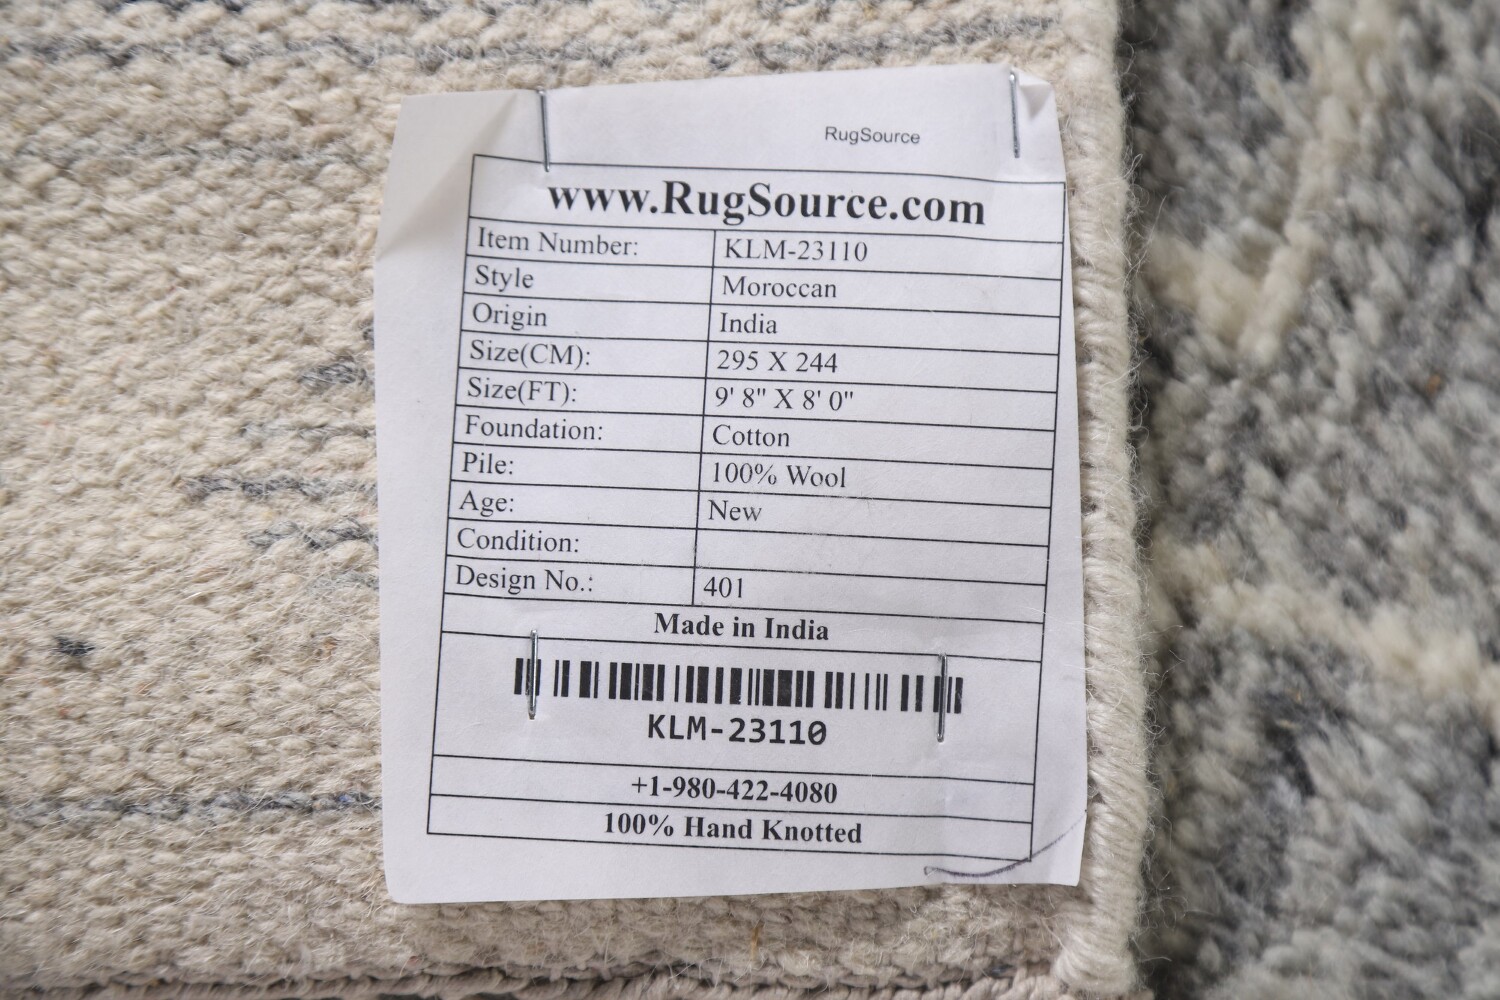 RugSource
www.RugSource.com
Item Number: KLM-23110
Style Moroccan
Origin India
Size(CM): 295 X 244
Size(FT): 9' 8" X 8' 0"
Foundation: Cotton
Pile: 100% Wool
Age: New
Condition:
Design No.: 401
Made in India
KLM-23110
+1-980-422-4080
100% Hand Knotted